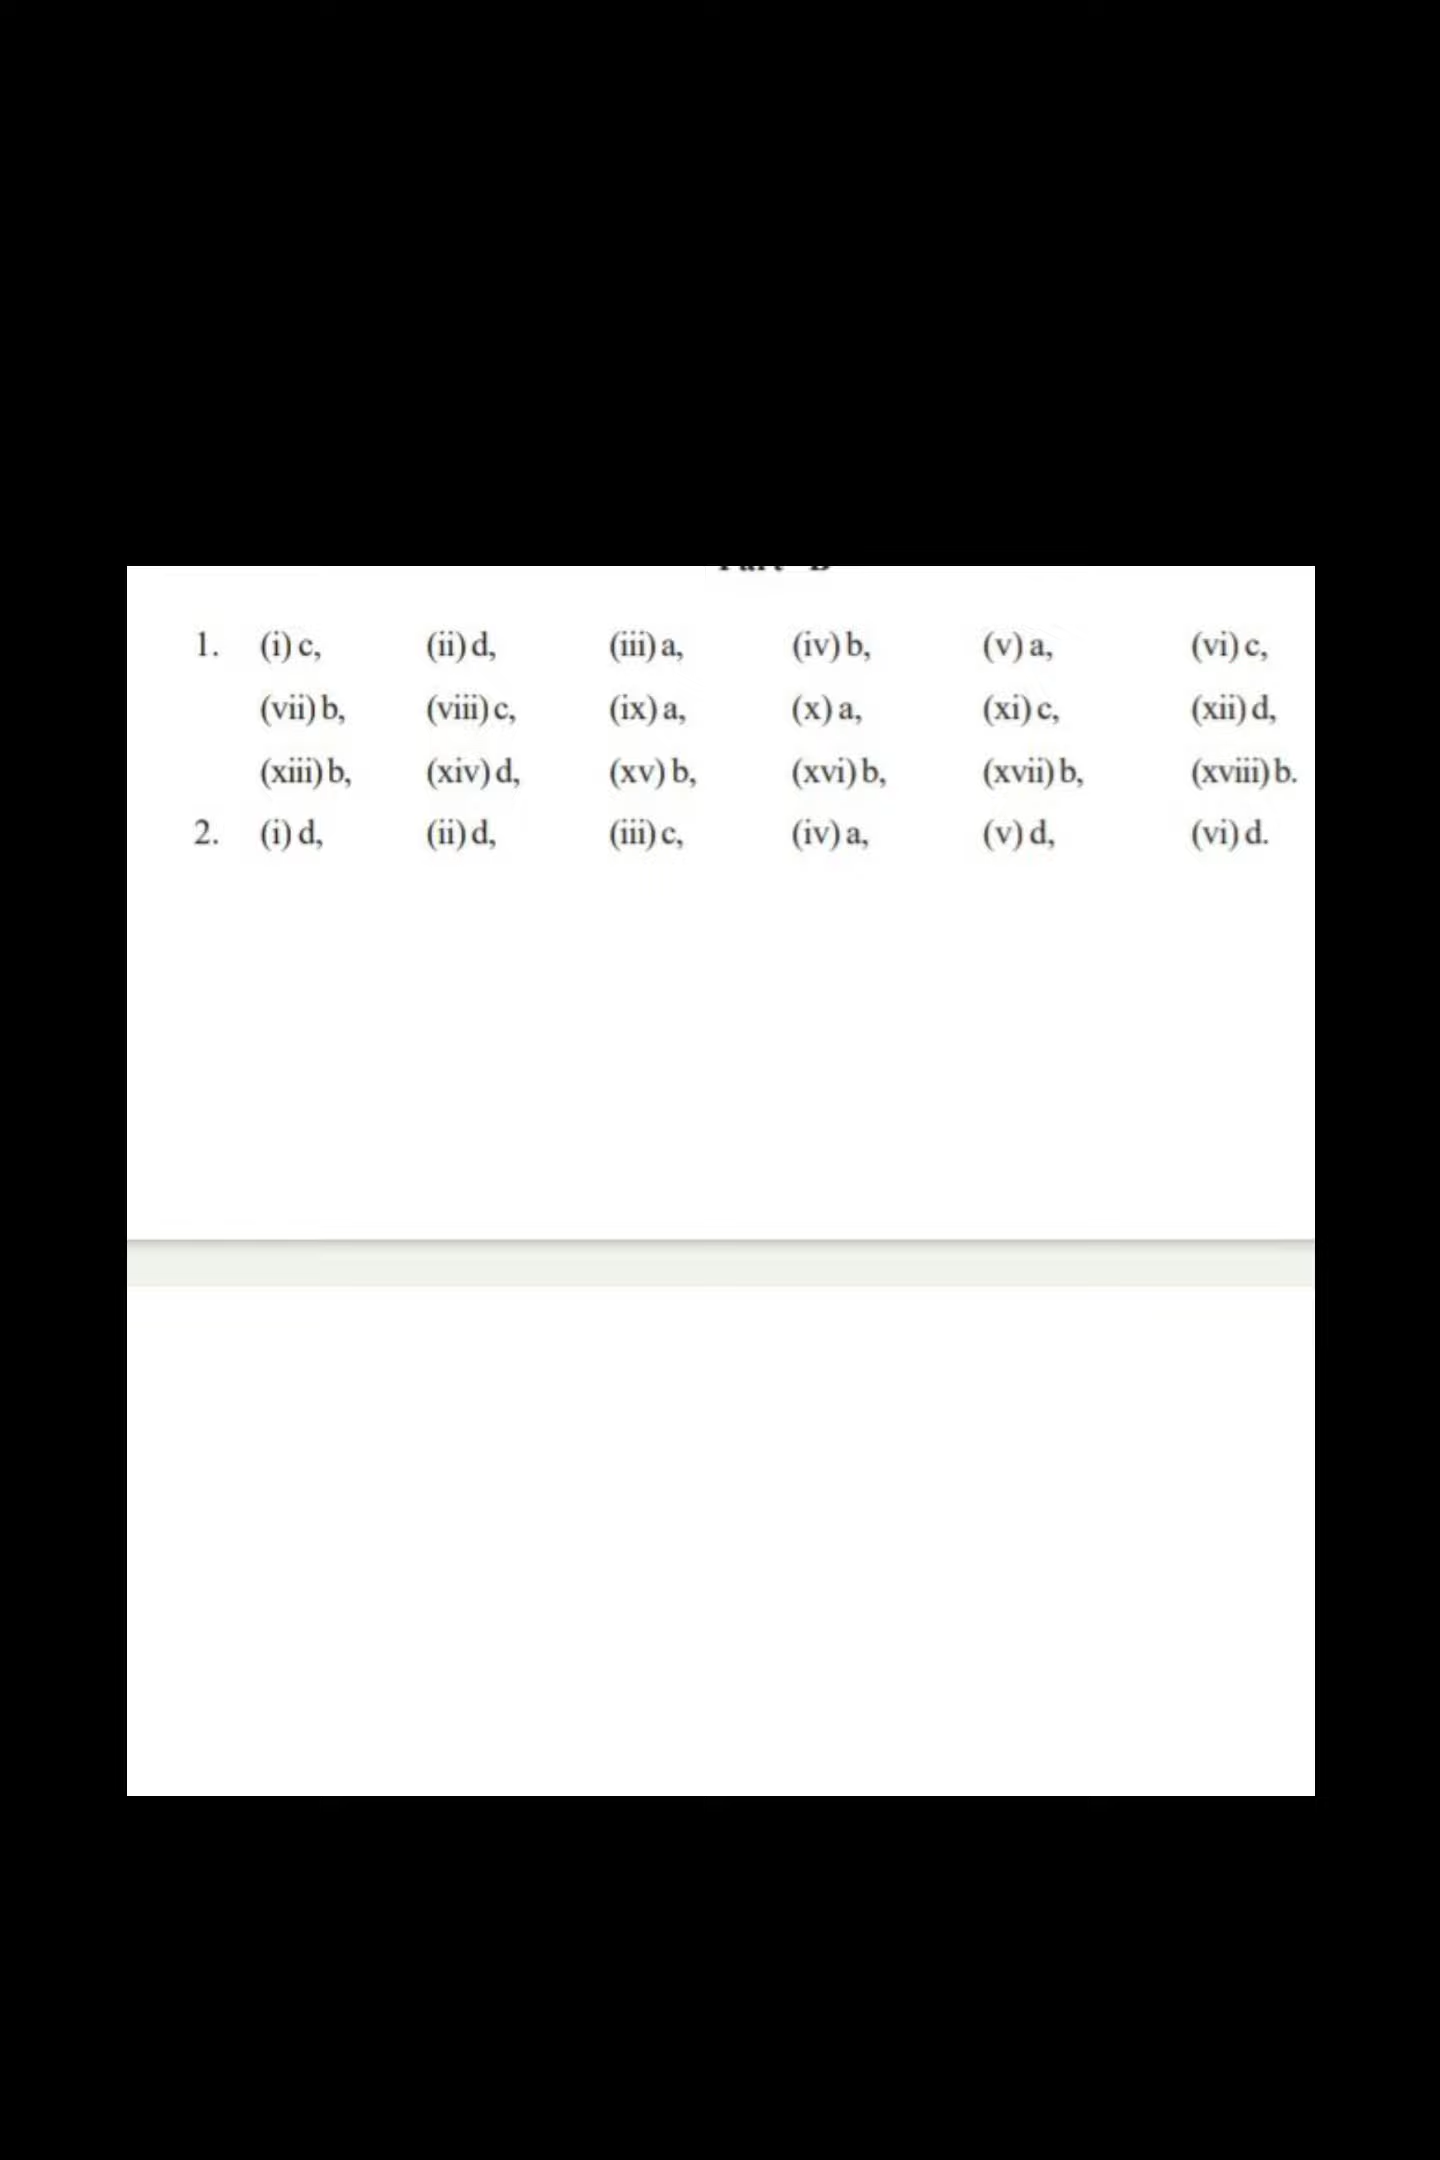 1. (i) c, (ii) d, (iii) a, (iv) b, (v) a, (vi) c,
(vii) b, (viii) c, (ix) a, (x) a, (xi) c, (xii) d,
(xiii) b, (xiv) d, (xv) b, (xvi) b, (xvii) b, (xviii) b.
2. (i) d, (ii) d, (iii) c, (iv) a, (v) d, (vi) d.